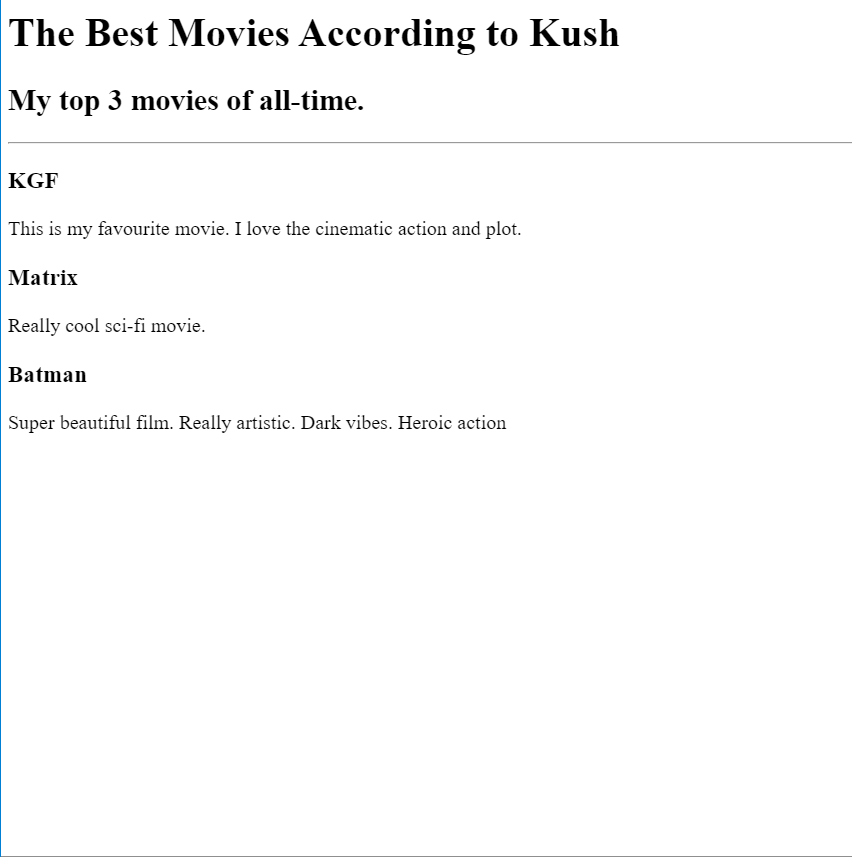 The Best Movies According to Kush
My top 3 movies of all-time.
KGF
This is my favourite movie. I love the cinematic action and plot.
Matrix
Really cool sci-fi movie.
Batman
Super beautiful film. Really artistic. Dark vibes. Heroic action